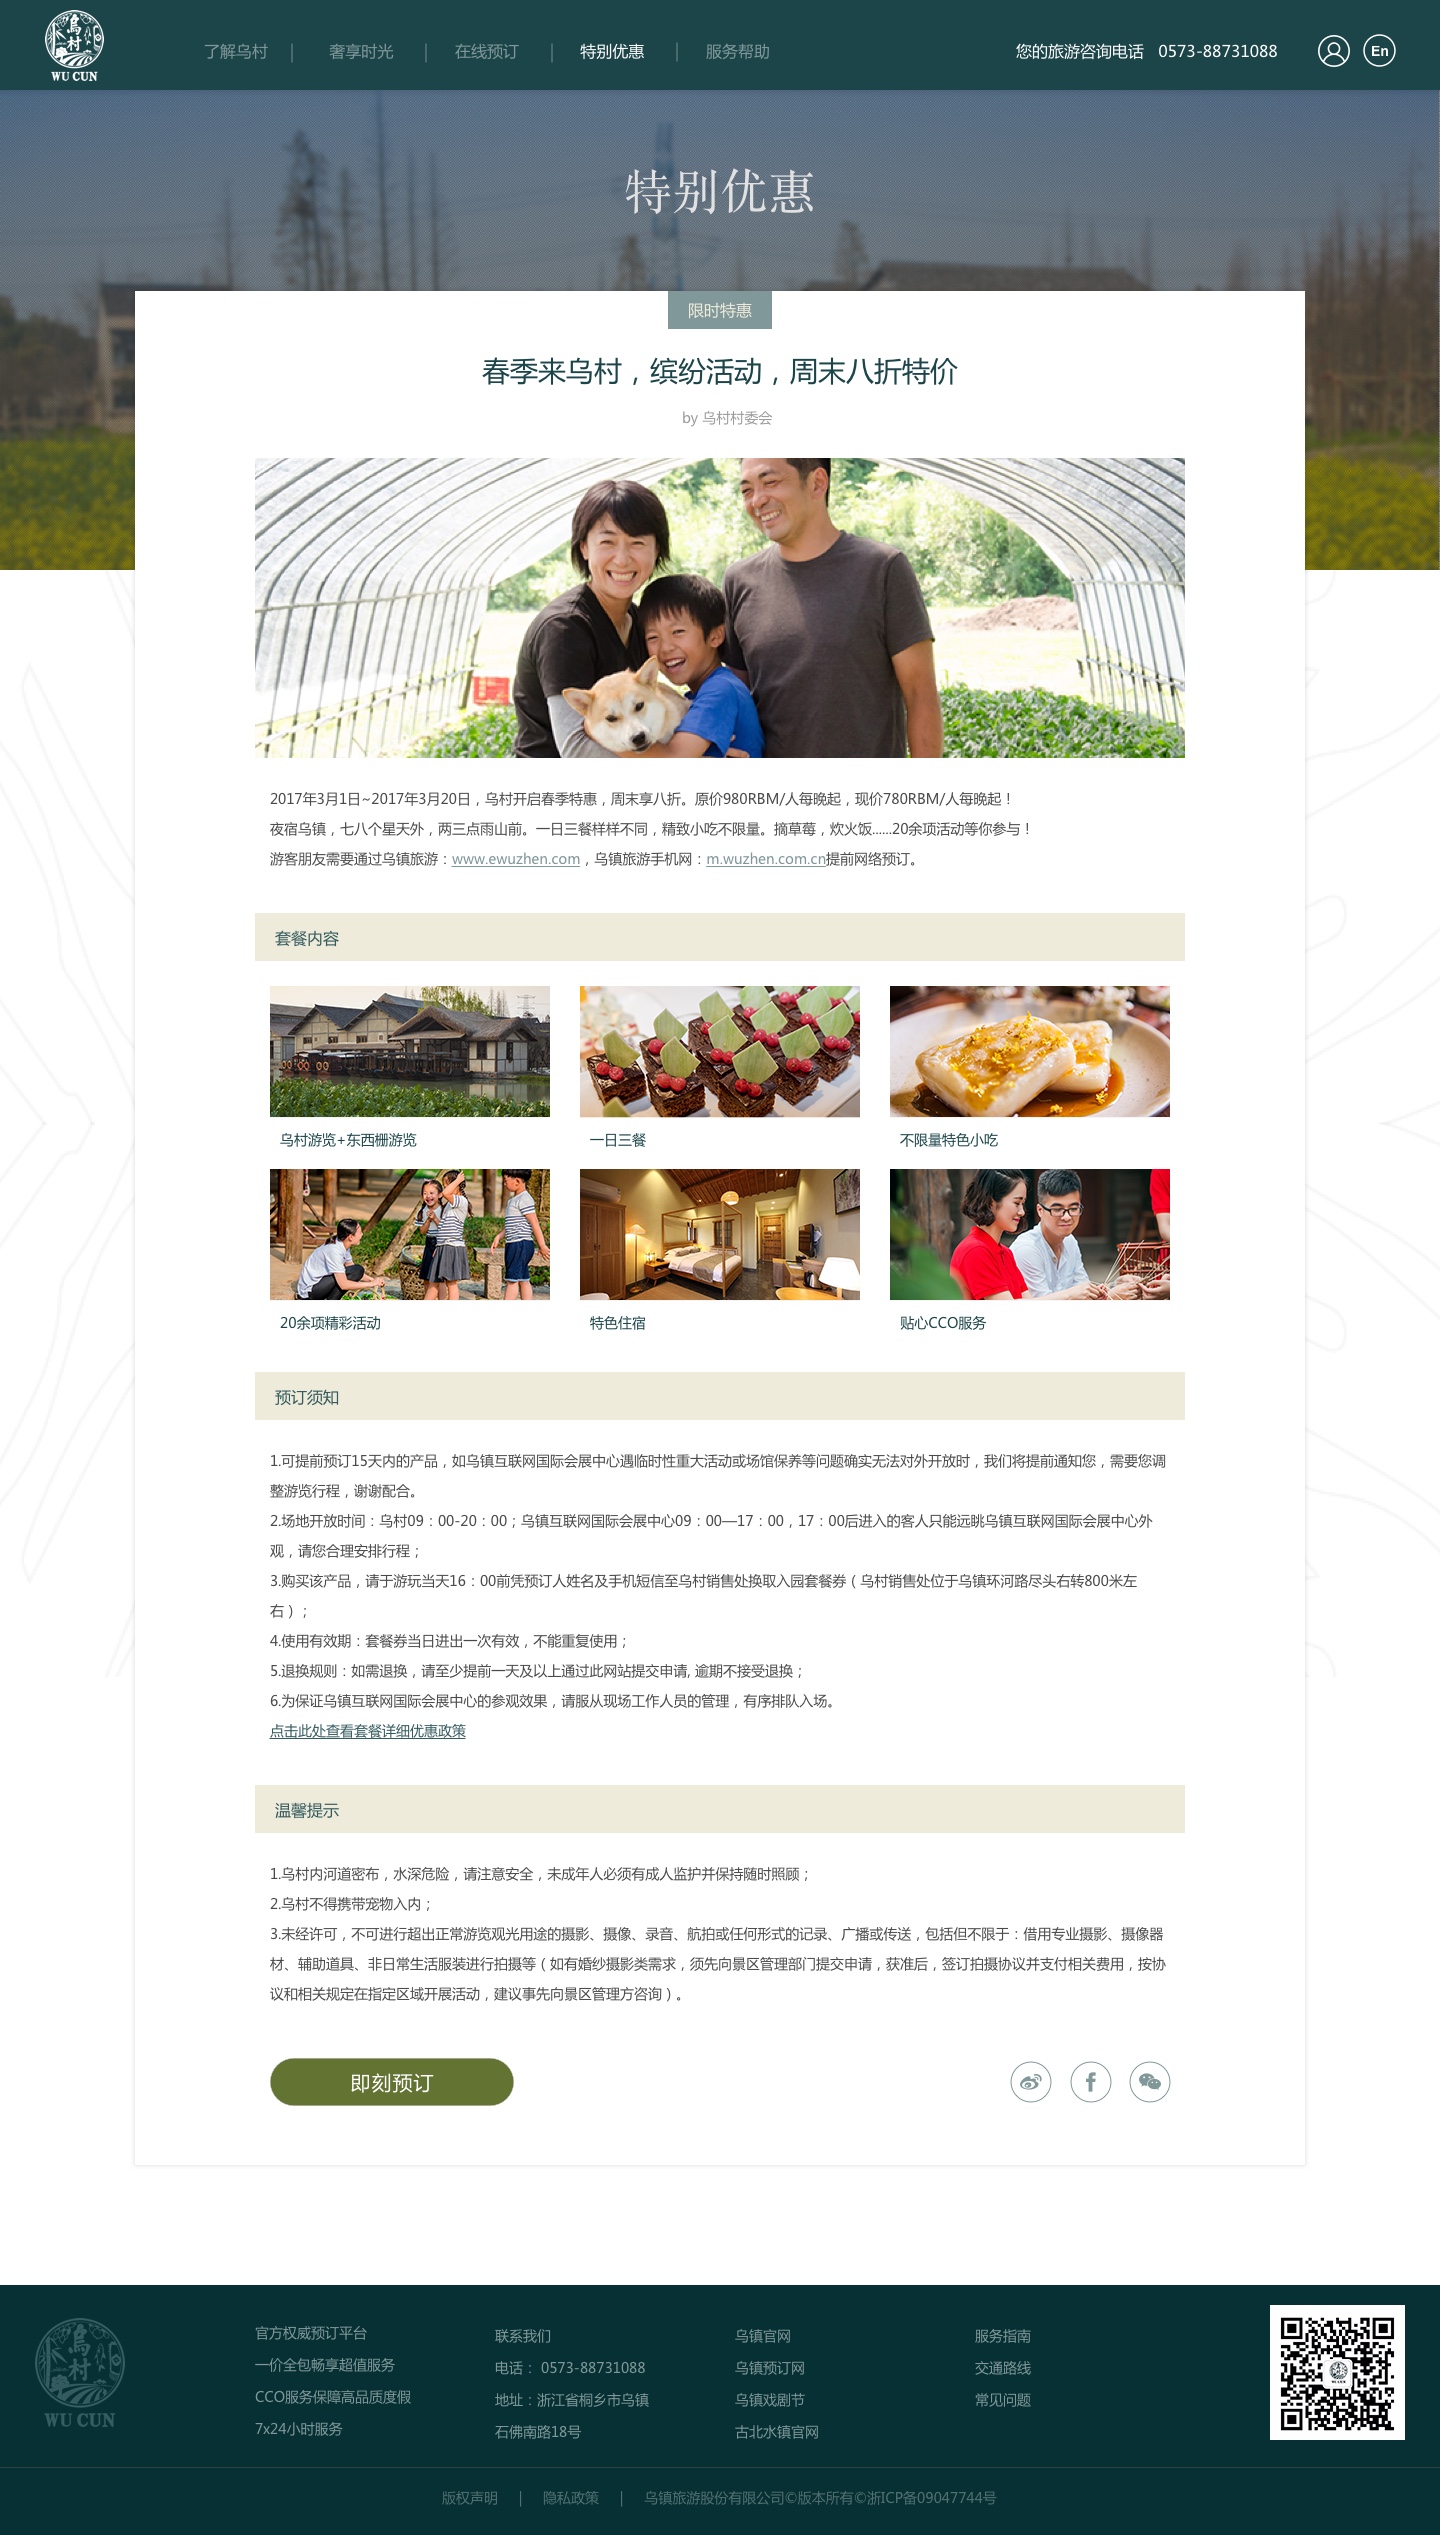 乌村
WU CUN
了解乌村 | 奢享时光 | 在线预订 | 特别优惠 | 服务帮助
您的旅游咨询电话 0573-88731088
En
特别优惠
限时特惠
春季来乌村，缤纷活动，周末八折特价
by 乌村村委会
2017年3月1日~2017年3月20日，乌村开启春季特惠，周末享八折。原价980RBM/人每晚起，现价780RBM/人每晚起！
夜宿乌镇，七八个星天外，两三点雨山前。一日三餐样样不同，精致小吃不限量。摘草莓，炊火饭......20余项活动等你参与！
游客朋友需要通过乌镇旅游：www.ewuzhen.com，乌镇旅游手机网：m.wuzhen.com.cn提前网络预订。
套餐内容
乌村游览+东西栅游览
一日三餐
不限量特色小吃
20余项精彩活动
特色住宿
贴心CCO服务
预订须知
1.可提前预订15天内的产品，如乌镇互联网国际会展中心遇临时性重大活动或场馆保养等问题确实无法对外开放时，我们将提前通知您，需要您调
整游览行程，谢谢配合。
2.场地开放时间：乌村09：00-20：00；乌镇互联网国际会展中心09：00—17：00，17：00后进入的客人只能远眺乌镇互联网国际会展中心外
观，请您合理安排行程；
3.购买该产品，请于游玩当天16：00前凭预订人姓名及手机短信至乌村销售处换取入园套餐券（乌村销售处位于乌镇环河路尽头右转800米左
右）；
4.使用有效期：套餐券当日进出一次有效，不能重复使用；
5.退换规则：如需退换，请至少提前一天及以上通过此网站提交申请, 逾期不接受退换；
6.为保证乌镇互联网国际会展中心的参观效果，请服从现场工作人员的管理，有序排队入场。
点击此处查看套餐详细优惠政策
温馨提示
1.乌村内河道密布，水深危险，请注意安全，未成年人必须有成人监护并保持随时照顾；
2.乌村不得携带宠物入内；
3.未经许可，不可进行超出正常游览观光用途的摄影、摄像、录音、航拍或任何形式的记录、广播或传送，包括但不限于：借用专业摄影、摄像器
材、辅助道具、非日常生活服装进行拍摄等（如有婚纱摄影类需求，须先向景区管理部门提交申请，获准后，签订拍摄协议并支付相关费用，按协
议和相关规定在指定区域开展活动，建议事先向景区管理方咨询）。
即刻预订
乌村
WU CUN
官方权威预订平台
一价全包畅享超值服务
CCO服务保障高品质度假
7x24小时服务
联系我们
电话： 0573-88731088
地址：浙江省桐乡市乌镇
石佛南路18号
乌镇官网
乌镇预订网
乌镇戏剧节
古北水镇官网
服务指南
交通路线
常见问题
版权声明 | 隐私政策 | 乌镇旅游股份有限公司©版本所有©浙ICP备09047744号